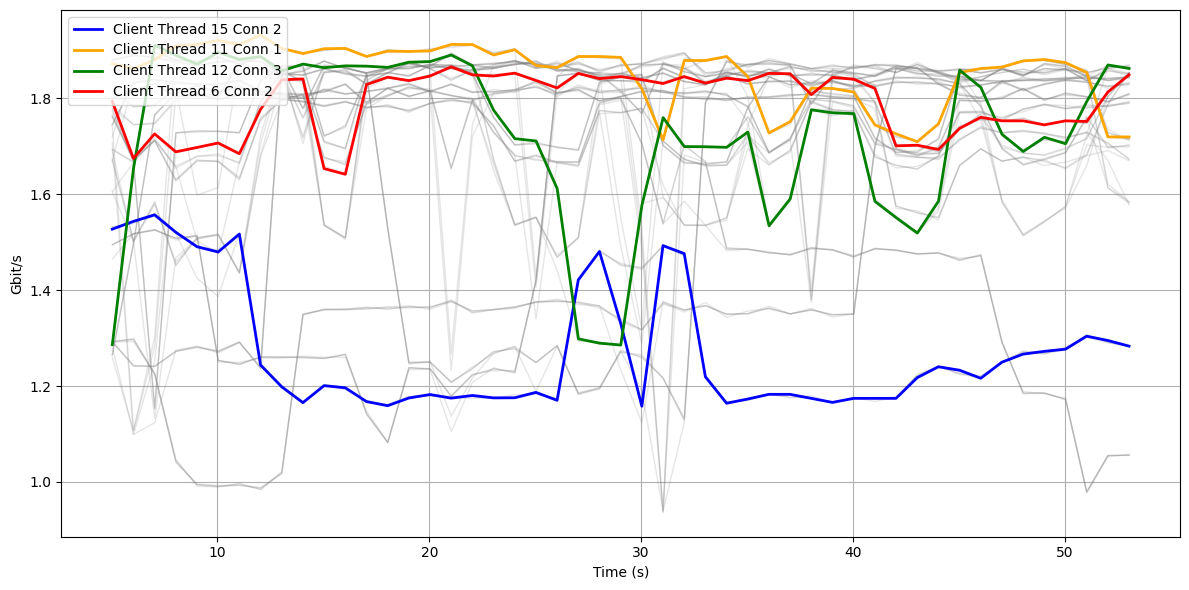 Client Thread 15 Conn 2
Client Thread 11 Conn 1
Client Thread 12 Conn 3
Client Thread 6 Conn 2
1.8
1.6
1.4
1.2
1.0
Gbit/s
10 20 30 40 50
Time (s)